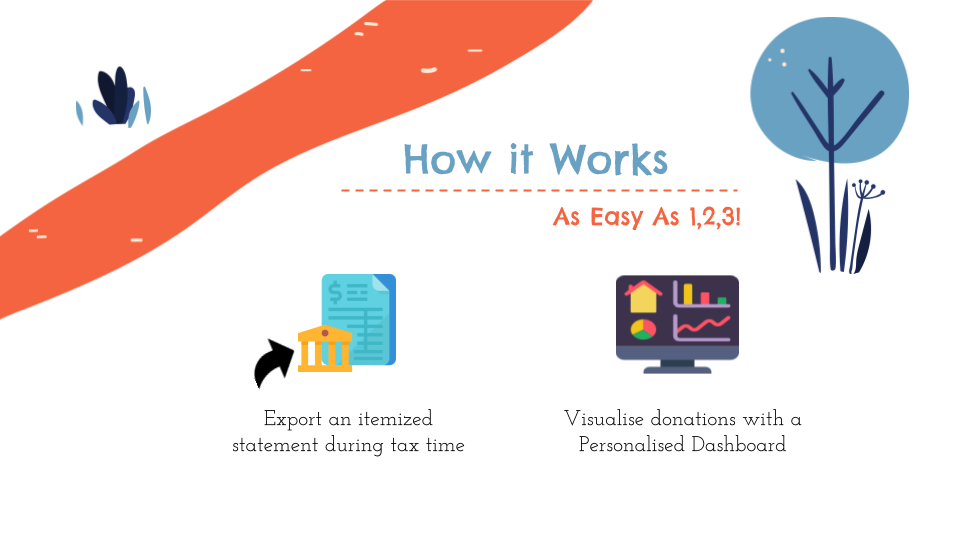 How it Works
As Easy As 1,2,3!
$
Export an itemized
statement during tax time
Visualise donations with a
Personalised Dashboard